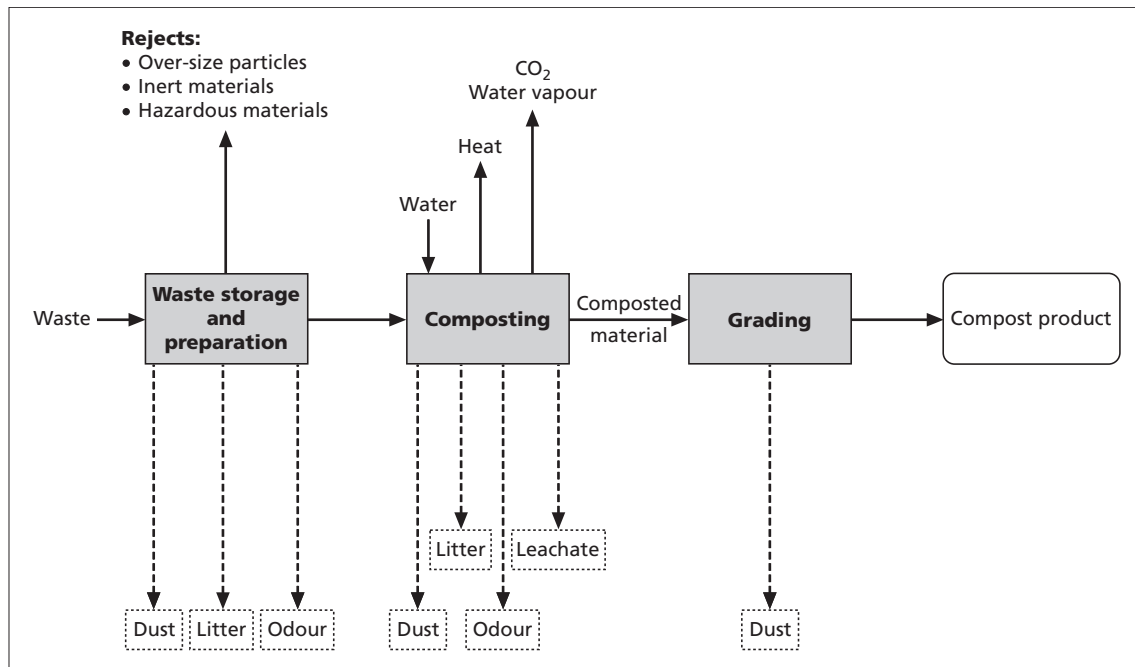 Rejects:
• Over-size particles
• Inert materials
• Hazardous materials
CO₂
Water vapour
Heat
Water
Waste
Waste storage
and
preparation
Composting
Composted
material
Grading
Compost product
Litter
Leachate
Dust
Litter
Odour
Dust
Odour
Dust